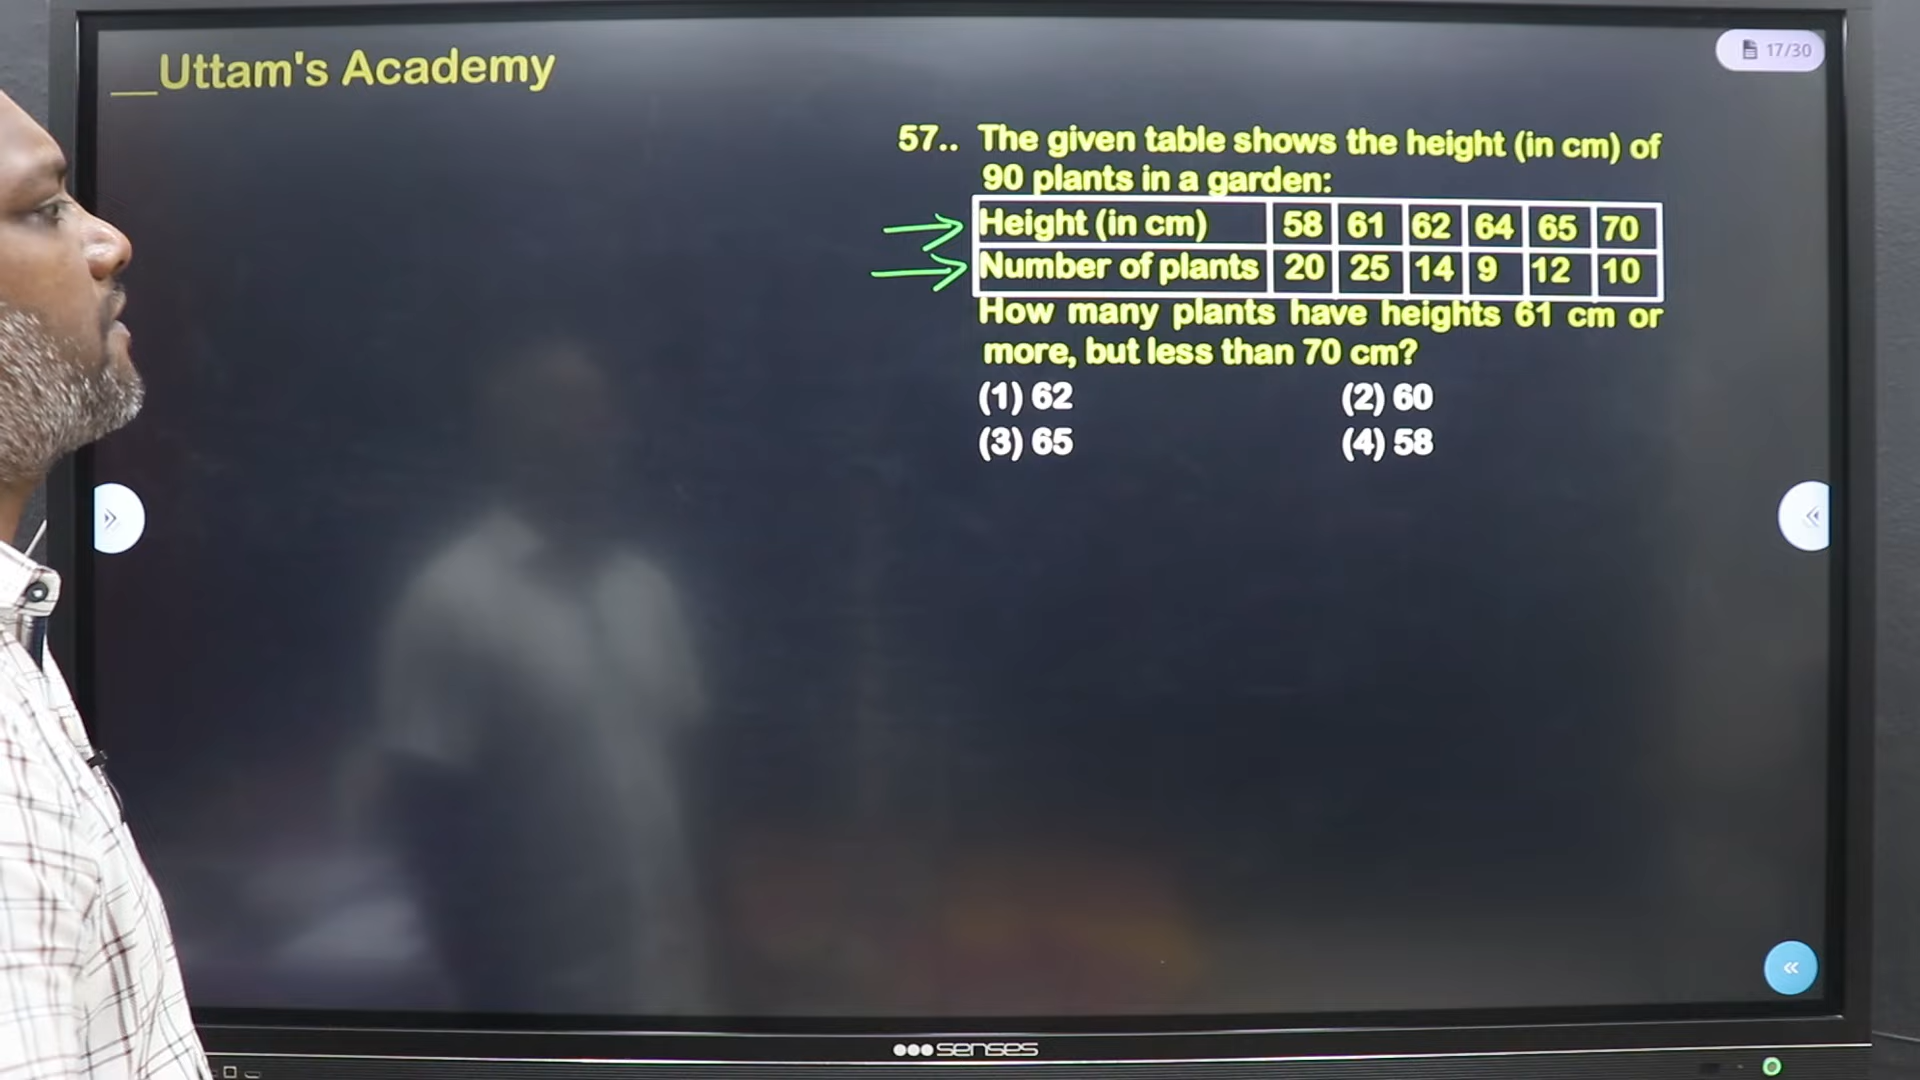 __Uttam's Academy
17/30
57.. The given table shows the height (in cm) of
90 plants in a garden:
Height (in cm) 58 61 62 64 65 70
Number of plants 20 25 14 9 12 10
How many plants have heights 61 cm or
more, but less than 70 cm?
(1) 62 (2) 60
(3) 65 (4) 58
senses